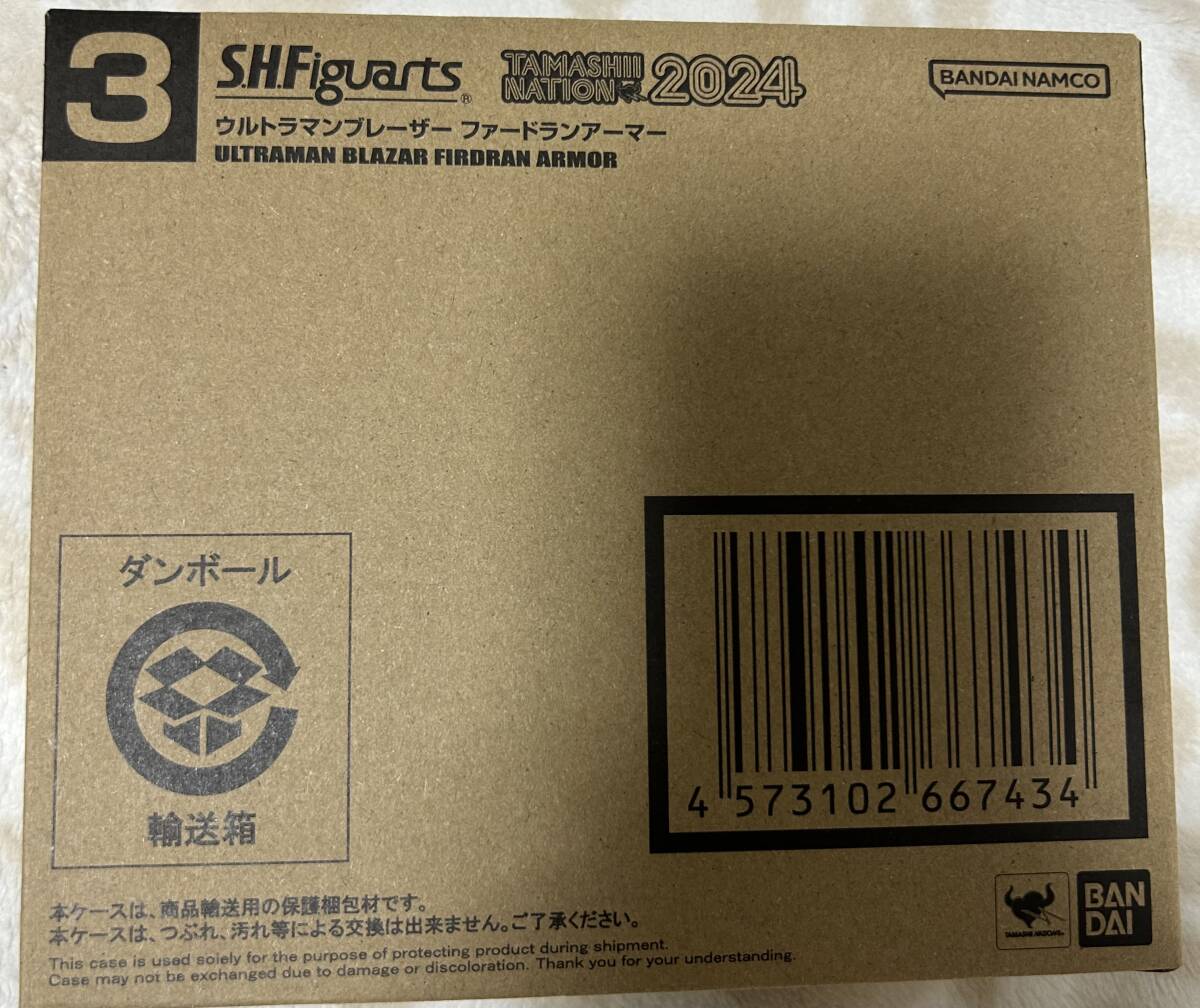 3
S.H.Figuarts®
TAMASHII NATION 2024
BANDAI NAMCO
ウルトラマンブレーザー ファードランアーマー
ULTRAMAN BLAZAR FIRDRAN ARMOR
ダンボール
輸送箱
4 573102 667434
本ケースは、商品輸送用の保護梱包材です。
本ケースは、つぶれ、汚れ等による交換は出来ません。ご了承ください。
This case is used solely for the purpose of protecting product during shipment.
Case may not be exchanged due to damage or discoloration. Thank you for your understanding.
TAMASHII NATIONS
BAN
DAI